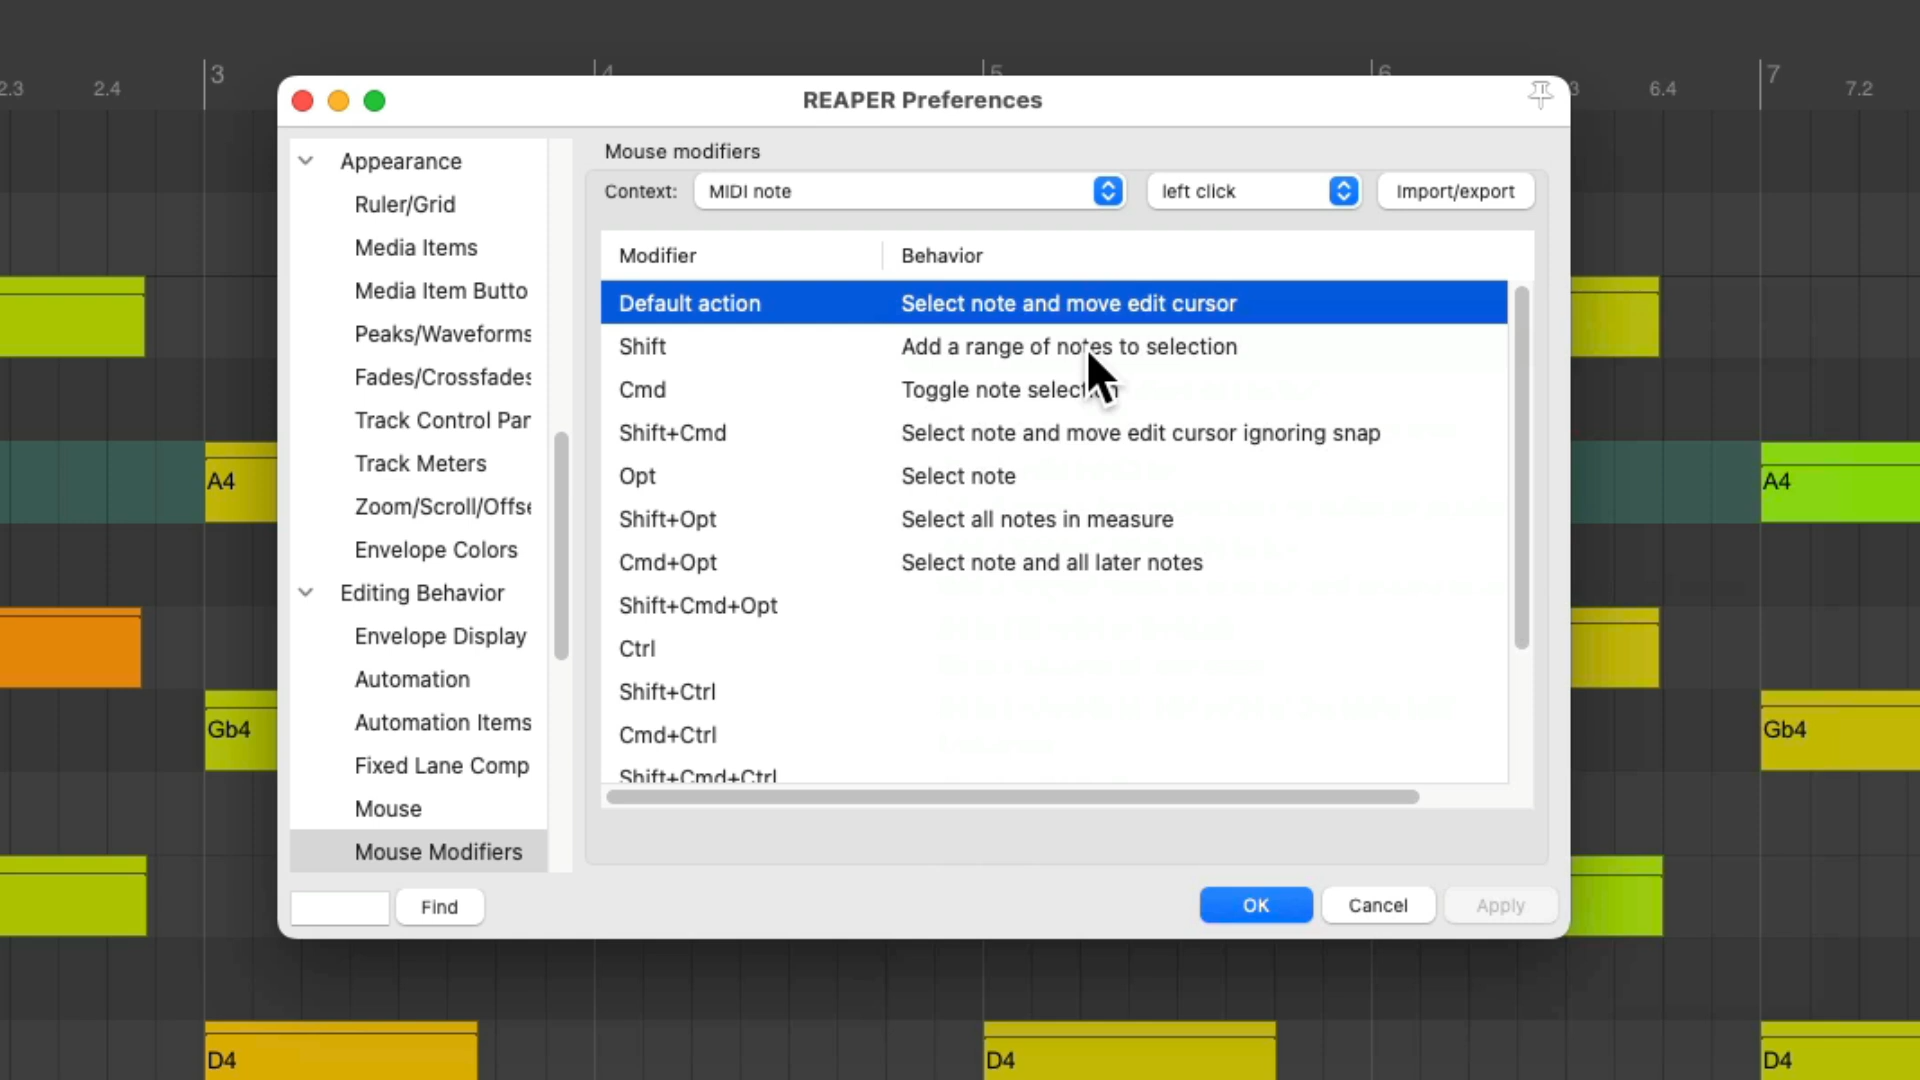 2.3 2.4 3 4 5 6 3 6.4 7 7.2
REAPER Preferences
Appearance
Ruler/Grid
Media Items
Media Item Butto
Peaks/Waveforms
Fades/Crossfades
Track Control Par
Track Meters
Zoom/Scroll/Offse
Envelope Colors
Editing Behavior
Envelope Display
Automation
Automation Items
Fixed Lane Comp
Mouse
Mouse Modifiers
Find
Mouse modifiers
Context: MIDI note left click Import/export
Modifier Behavior
Default action Select note and move edit cursor
Shift Add a range of notes to selection
Cmd Toggle note selection
Shift+Cmd Select note and move edit cursor ignoring snap
Opt Select note
Shift+Opt Select all notes in measure
Cmd+Opt Select note and all later notes
Shift+Cmd+Opt
Ctrl
Shift+Ctrl
Cmd+Ctrl
Shift+Cmd+Ctrl
OK Cancel Apply
A4 A4
Gb4 Gb4
D4 D4 D4